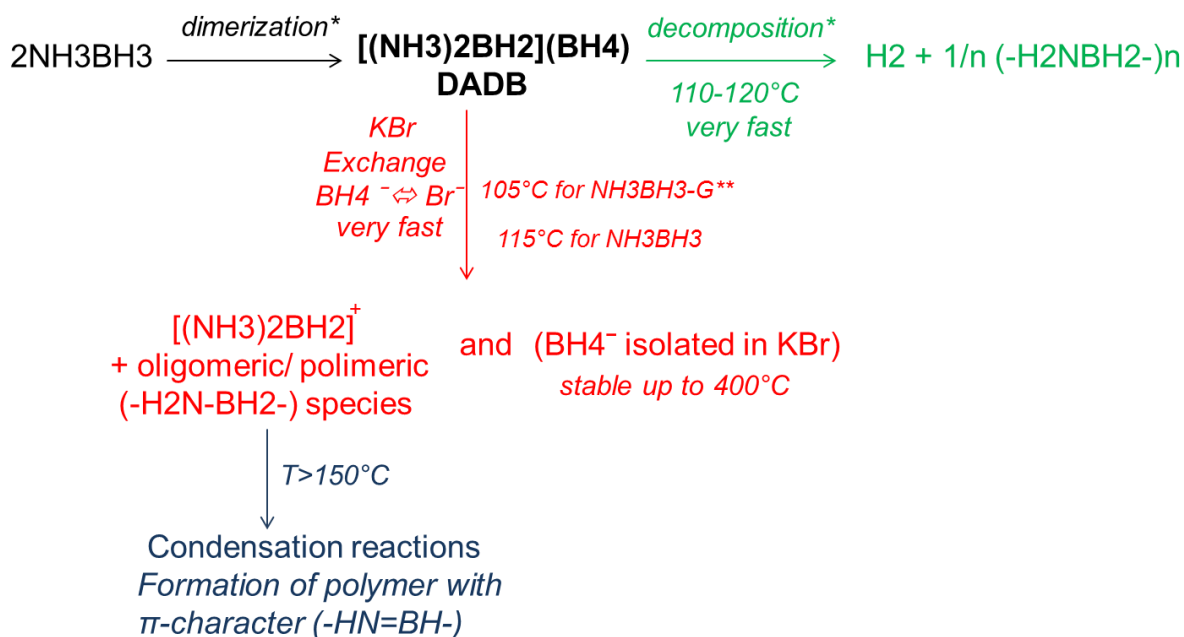 2NH3BH3
dimerization*
[(NH3)2BH2](BH4)
DADB
decomposition*
110-120°C
very fast
H2 + 1/n (-H2NBH2-)n
KBr
Exchange
BH4 ⁻ ⬄ Br⁻
very fast
105°C for NH3BH3-G**
115°C for NH3BH3
[(NH3)2BH2]⁺
+ oligomeric/ polimeric
(-H2N-BH2-) species
and (BH4⁻ isolated in KBr)
stable up to 400°C
T>150°C
Condensation reactions
Formation of polymer with
π-character (-HN=BH-)